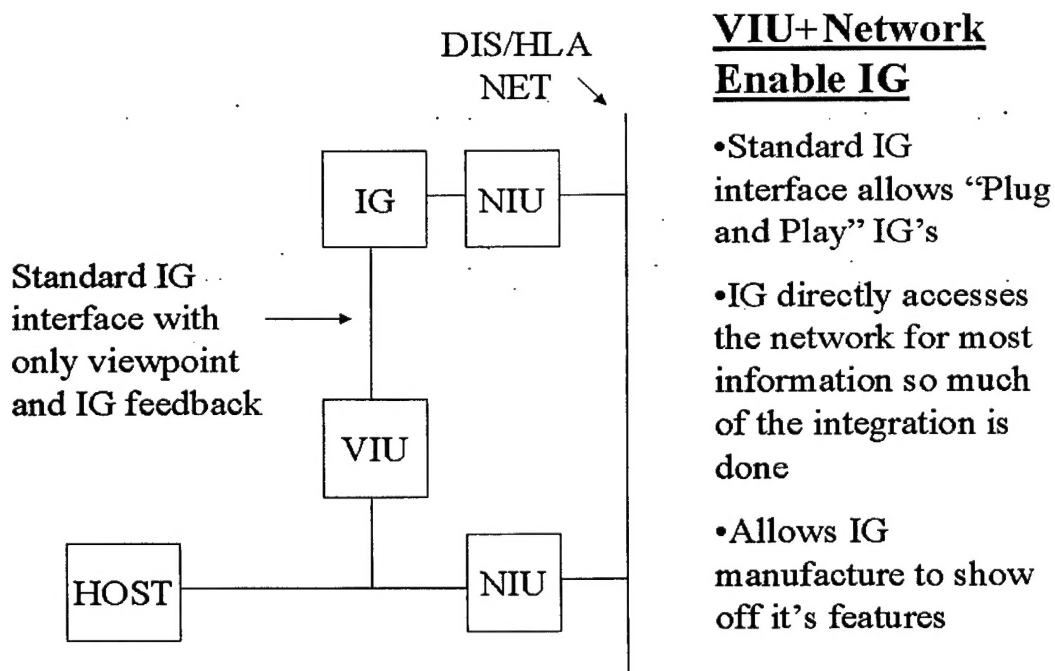 DIS/HLA
NET
IG
NIU
Standard IG
interface with
only viewpoint
and IG feedback
VIU
HOST
NIU
VIU+Network
Enable IG
•Standard IG
interface allows “Plug
and Play” IG's
•IG directly accesses
the network for most
information so much
of the integration is
done
•Allows IG
manufacture to show
off it's features